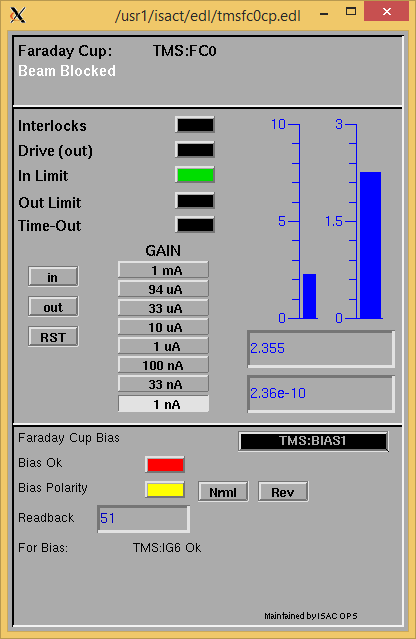 /usr1/isact/edl/tmsfc0cp.edl
Faraday Cup: TMS:FC0
Beam Blocked
Interlocks
Drive (out)
In Limit
Out Limit
Time-Out
10
5
0
3
1.5
0
GAIN
1 mA
94 uA
33 uA
10 uA
1 uA
100 nA
33 nA
1 nA
in
out
RST
2.355
2.36e-10
Faraday Cup Bias TMS:BIAS1
Bias Ok
Bias Polarity Nrml Rev
Readback 51
For Bias: TMS:IG6 Ok
Maintained by ISAC OPS